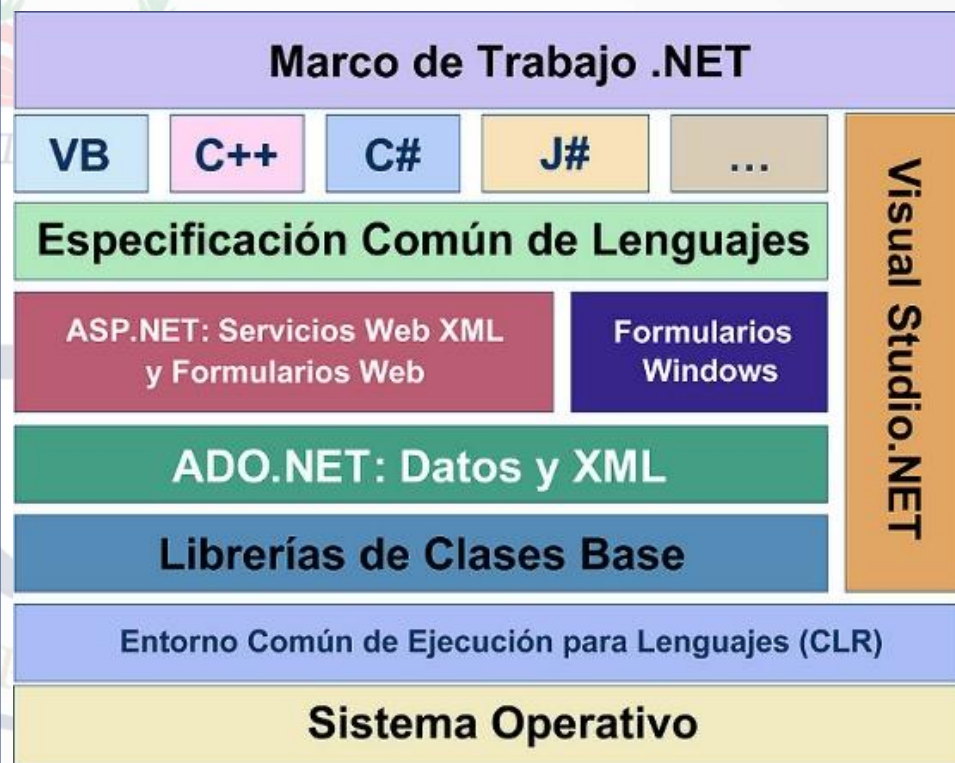 Marco de Trabajo .NET
VB
C++
C#
J#
...
Especificación Común de Lenguajes
ASP.NET: Servicios Web XML
y Formularios Web
Formularios
Windows
ADO.NET: Datos y XML
Librerías de Clases Base
Visual Studio.NET
Entorno Común de Ejecución para Lenguajes (CLR)
Sistema Operativo